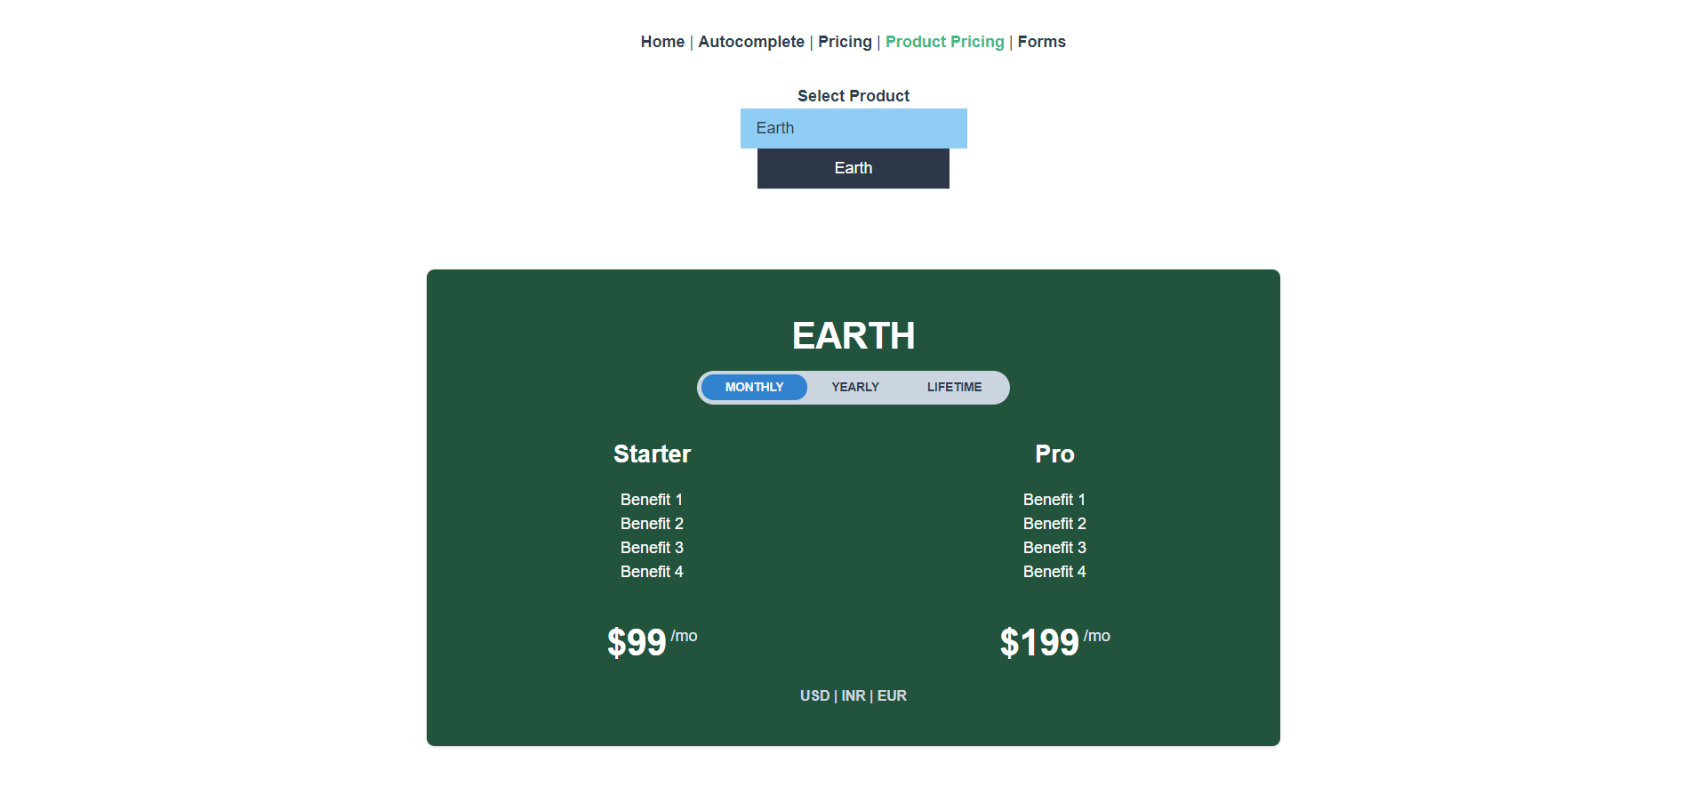 Home | Autocomplete | Pricing | Product Pricing | Forms
Select Product
Earth
Earth
EARTH
MONTHLY YEARLY LIFETIME
Starter
Benefit 1
Benefit 2
Benefit 3
Benefit 4
$99 /mo
Pro
Benefit 1
Benefit 2
Benefit 3
Benefit 4
$199 /mo
USD | INR | EUR